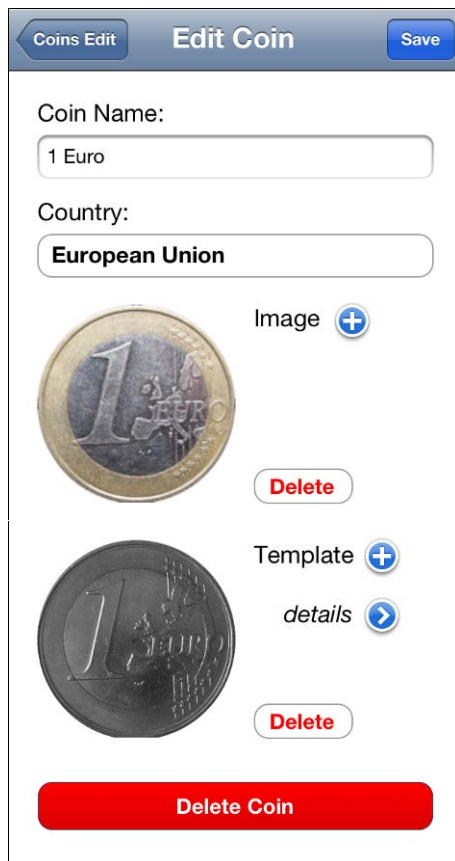 Coins Edit
Edit Coin
Save
Coin Name:
1 Euro
Country:
European Union
Image
1 EURO
Delete
Template
details
1 EURO
Delete
Delete Coin